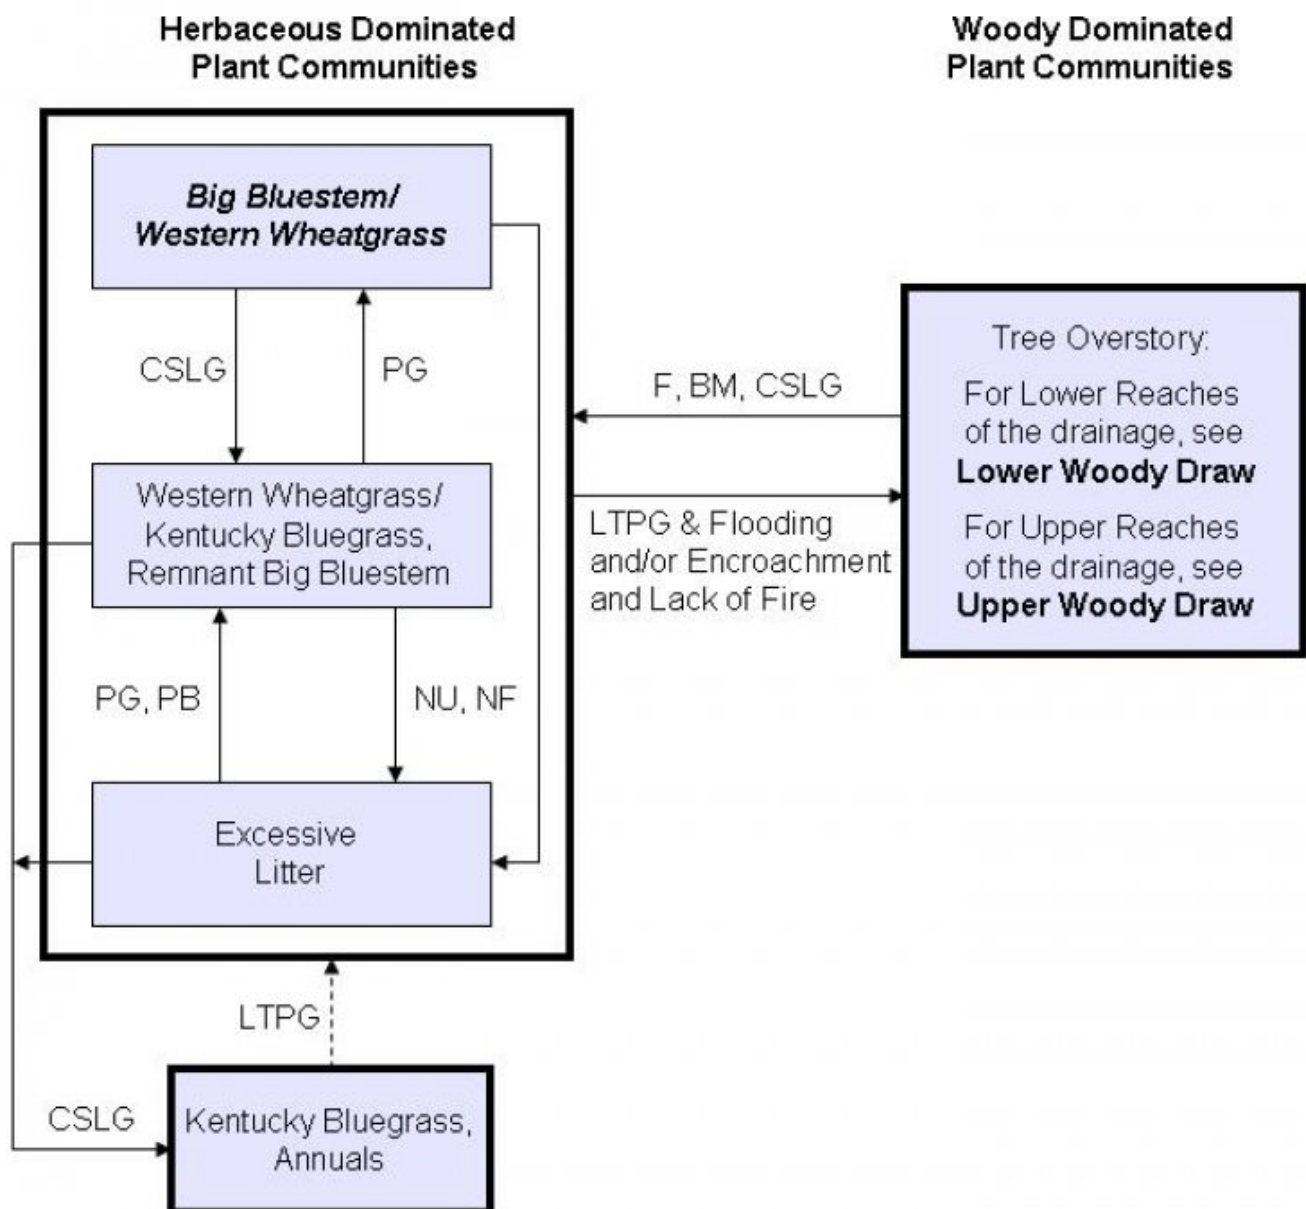 Herbaceous Dominated
Plant Communities
Woody Dominated
Plant Communities
Big Bluestem/
Western Wheatgrass
CSLG
PG
Western Wheatgrass/
Kentucky Bluegrass,
Remnant Big Bluestem
PG, PB
NU, NF
Excessive
Litter
F, BM, CSLG
LTPG & Flooding
and/or Encroachment
and Lack of Fire
Tree Overstory:
For Lower Reaches
of the drainage, see
Lower Woody Draw
For Upper Reaches
of the drainage, see
Upper Woody Draw
LTPG
CSLG
Kentucky Bluegrass,
Annuals